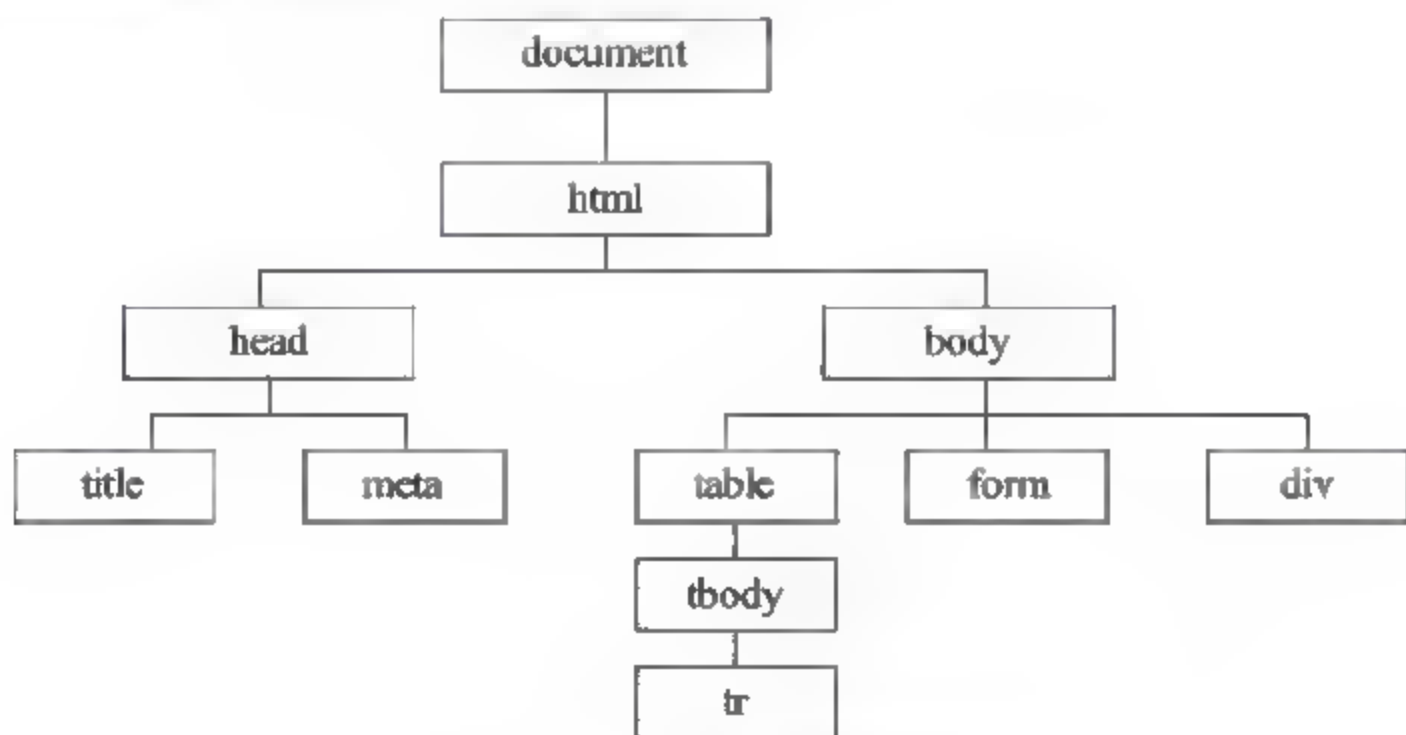 document
html
head
body
title
meta
table
form
div
tbody
tr